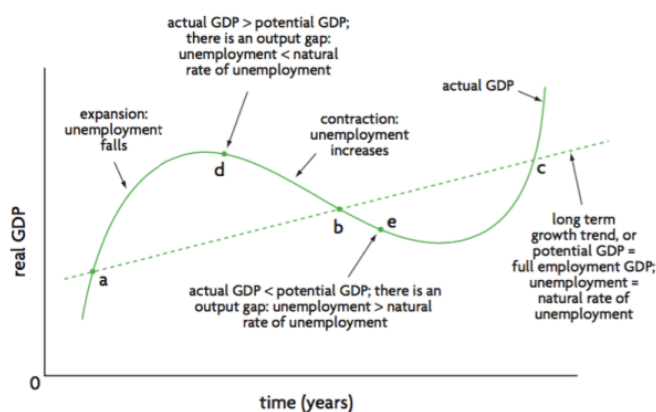 actual GDP > potential GDP;
there is an output gap:
unemployment < natural
rate of unemployment
actual GDP
expansion:
unemployment
falls
contraction:
unemployment
increases
d
c
b
e
a
real GDP
long term
growth trend, or
potential GDP =
full employment GDP;
unemployment =
natural rate of
unemployment
actual GDP < potential GDP; there is an
output gap: unemployment > natural
rate of unemployment
0
time (years)